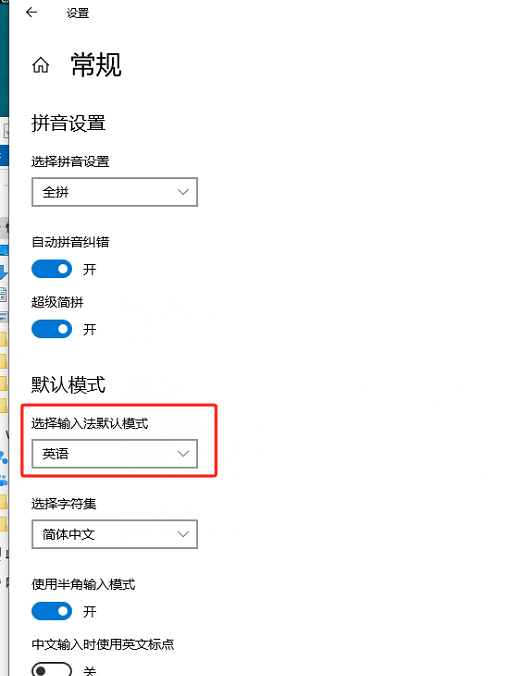 设置
常规
拼音设置
选择拼音设置
全拼
自动拼音纠错
开
超级简拼
开
默认模式
选择输入法默认模式
英语
选择字符集
简体中文
使用半角输入模式
开
中文输入时使用英文标点
关